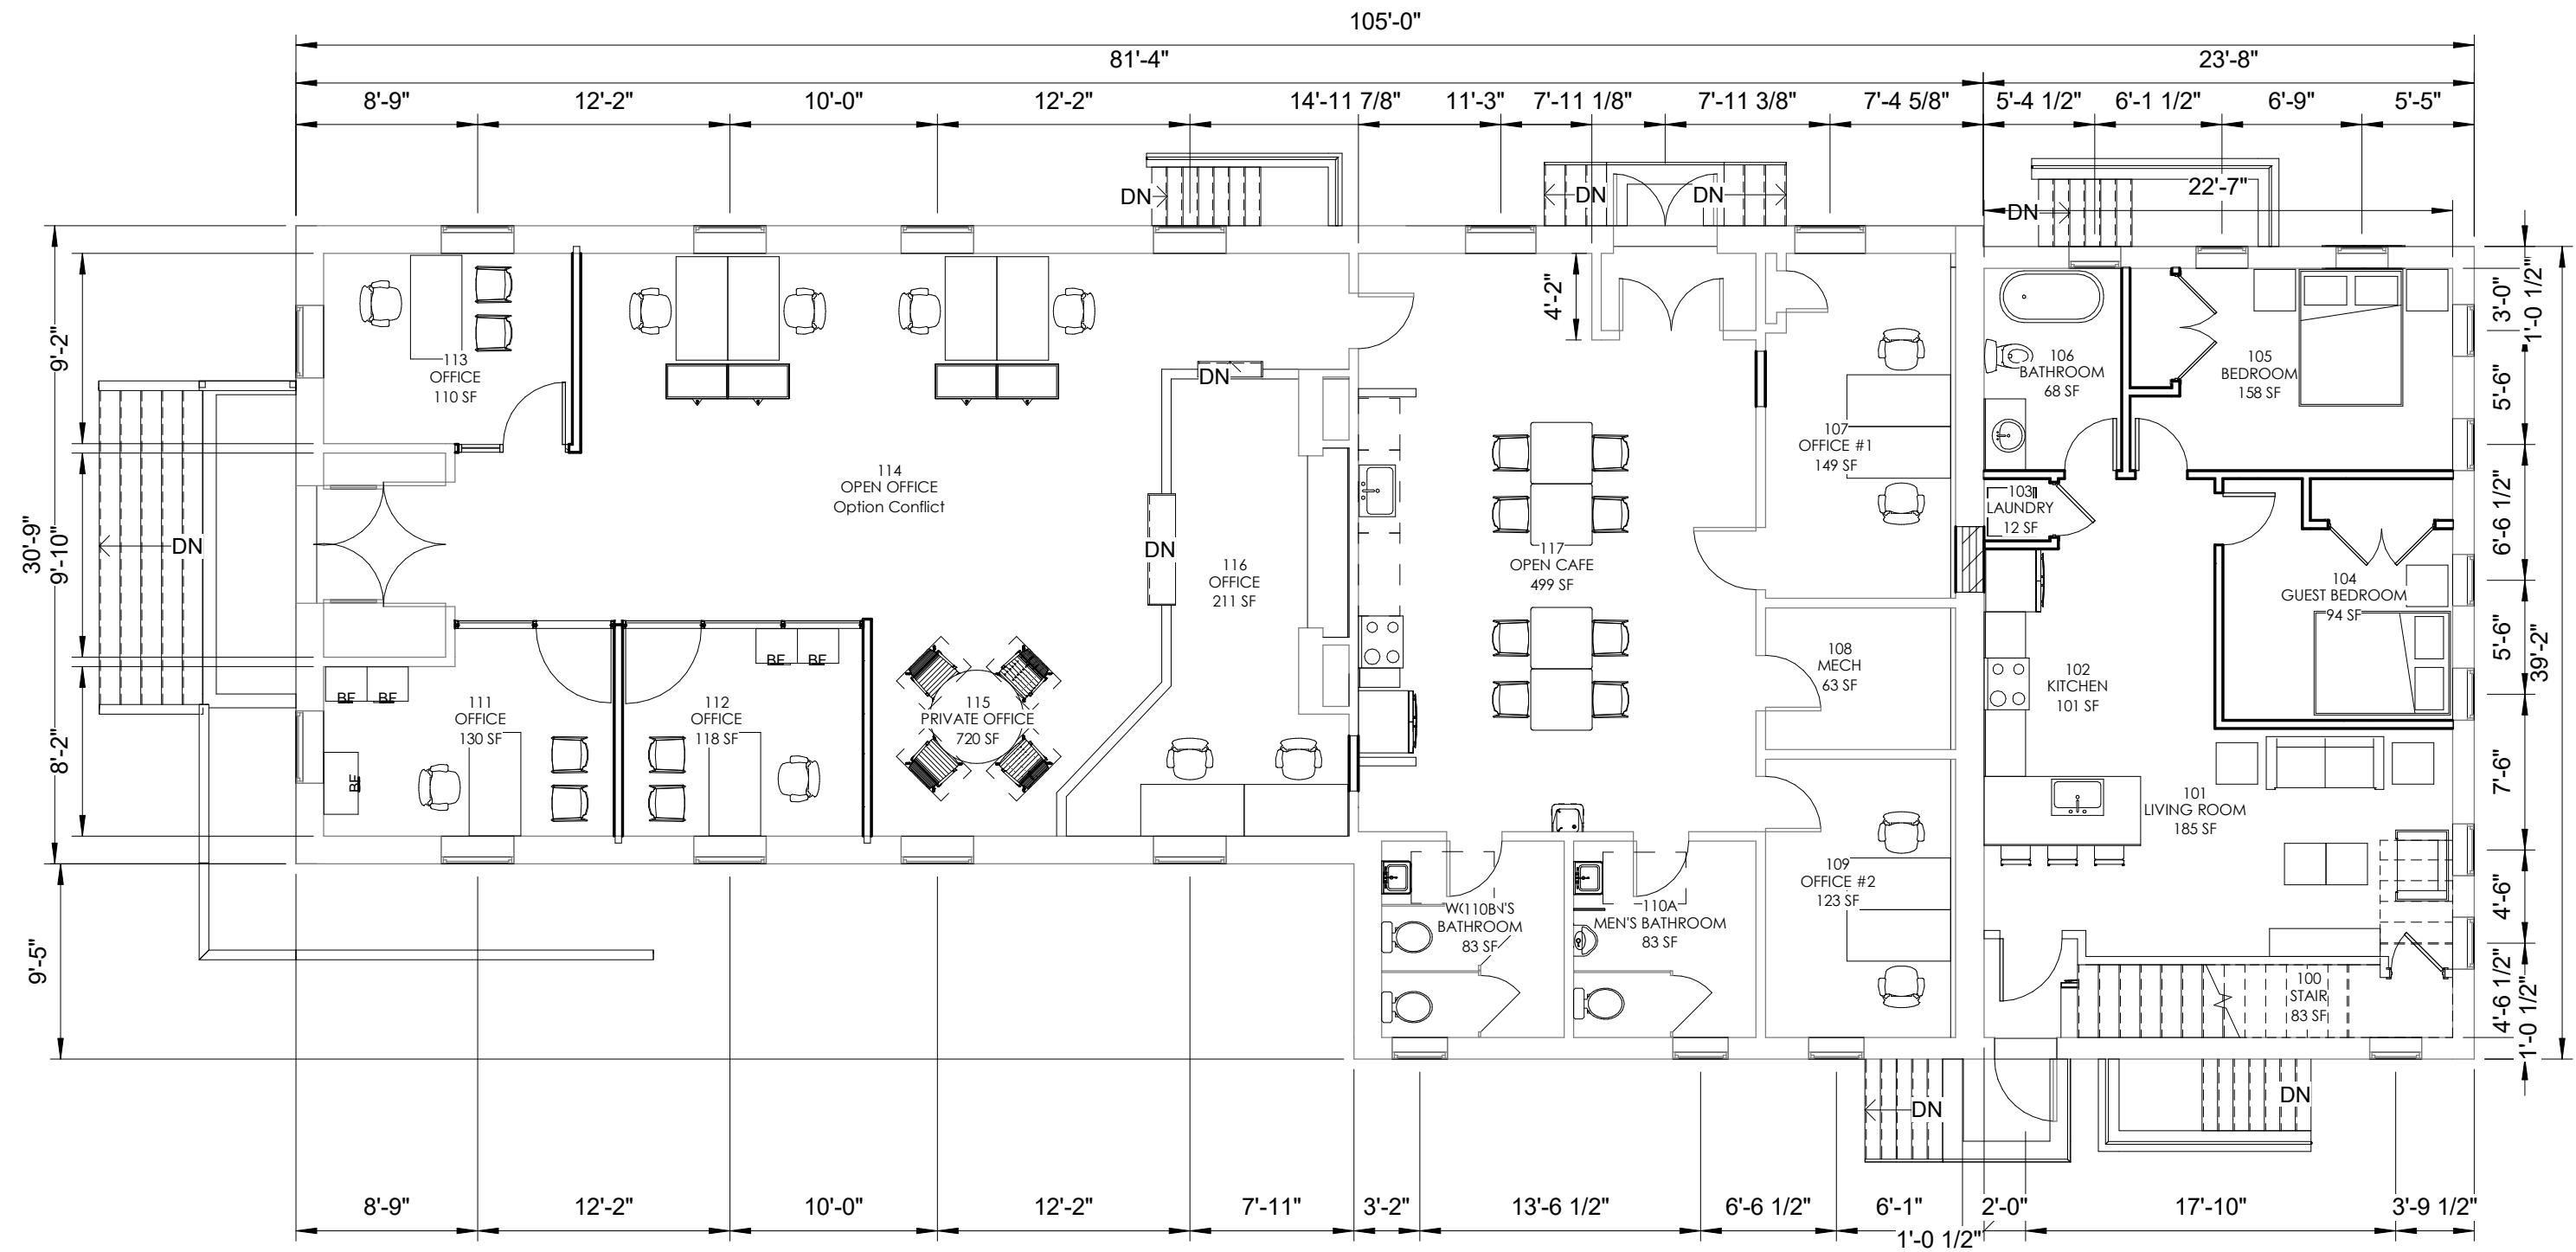 105'-0"
81'-4"
23'-8"
8'-9"
12'-2"
10'-0"
12'-2"
14'-11 7/8"
11'-3"
7'-11 1/8"
7'-11 3/8"
7'-4 5/8"
5'-4 1/2"
6'-1 1/2"
6'-9"
5'-5"
22'-7"
DN
DN
DN
DN
4'-2"
9'-2"
30'-9"
9'-10"
8'-2"
9'-5"
DN
DN
DN
113
OFFICE
110 SF
114
OPEN OFFICE
Option Conflict
116
OFFICE
211 SF
117
OPEN CAFE
499 SF
107
OFFICE #1
149 SF
106
BATHROOM
68 SF
105
BEDROOM
158 SF
103
LAUNDRY
12 SF
104
GUEST BEDROOM
94 SF
108
MECH
63 SF
102
KITCHEN
101 SF
BF
BF
BF
BF
BF
111
OFFICE
130 SF
112
OFFICE
118 SF
115
PRIVATE OFFICE
720 SF
101
LIVING ROOM
185 SF
109
OFFICE #2
123 SF
110B
BATHROOM
83 SF
110A
MEN'S BATHROOM
83 SF
100
STAIR
83 SF
3'-0"
1'-0 1/2"
5'-6"
6'-6 1/2"
5'-6"
39'-2"
7'-6"
4'-6"
4'-6 1/2"
1'-0 1/2"
DN
DN
8'-9"
12'-2"
10'-0"
12'-2"
7'-11"
3'-2"
13'-6 1/2"
6'-6 1/2"
6'-1"
1'-0 1/2"
2'-0"
17'-10"
3'-9 1/2"